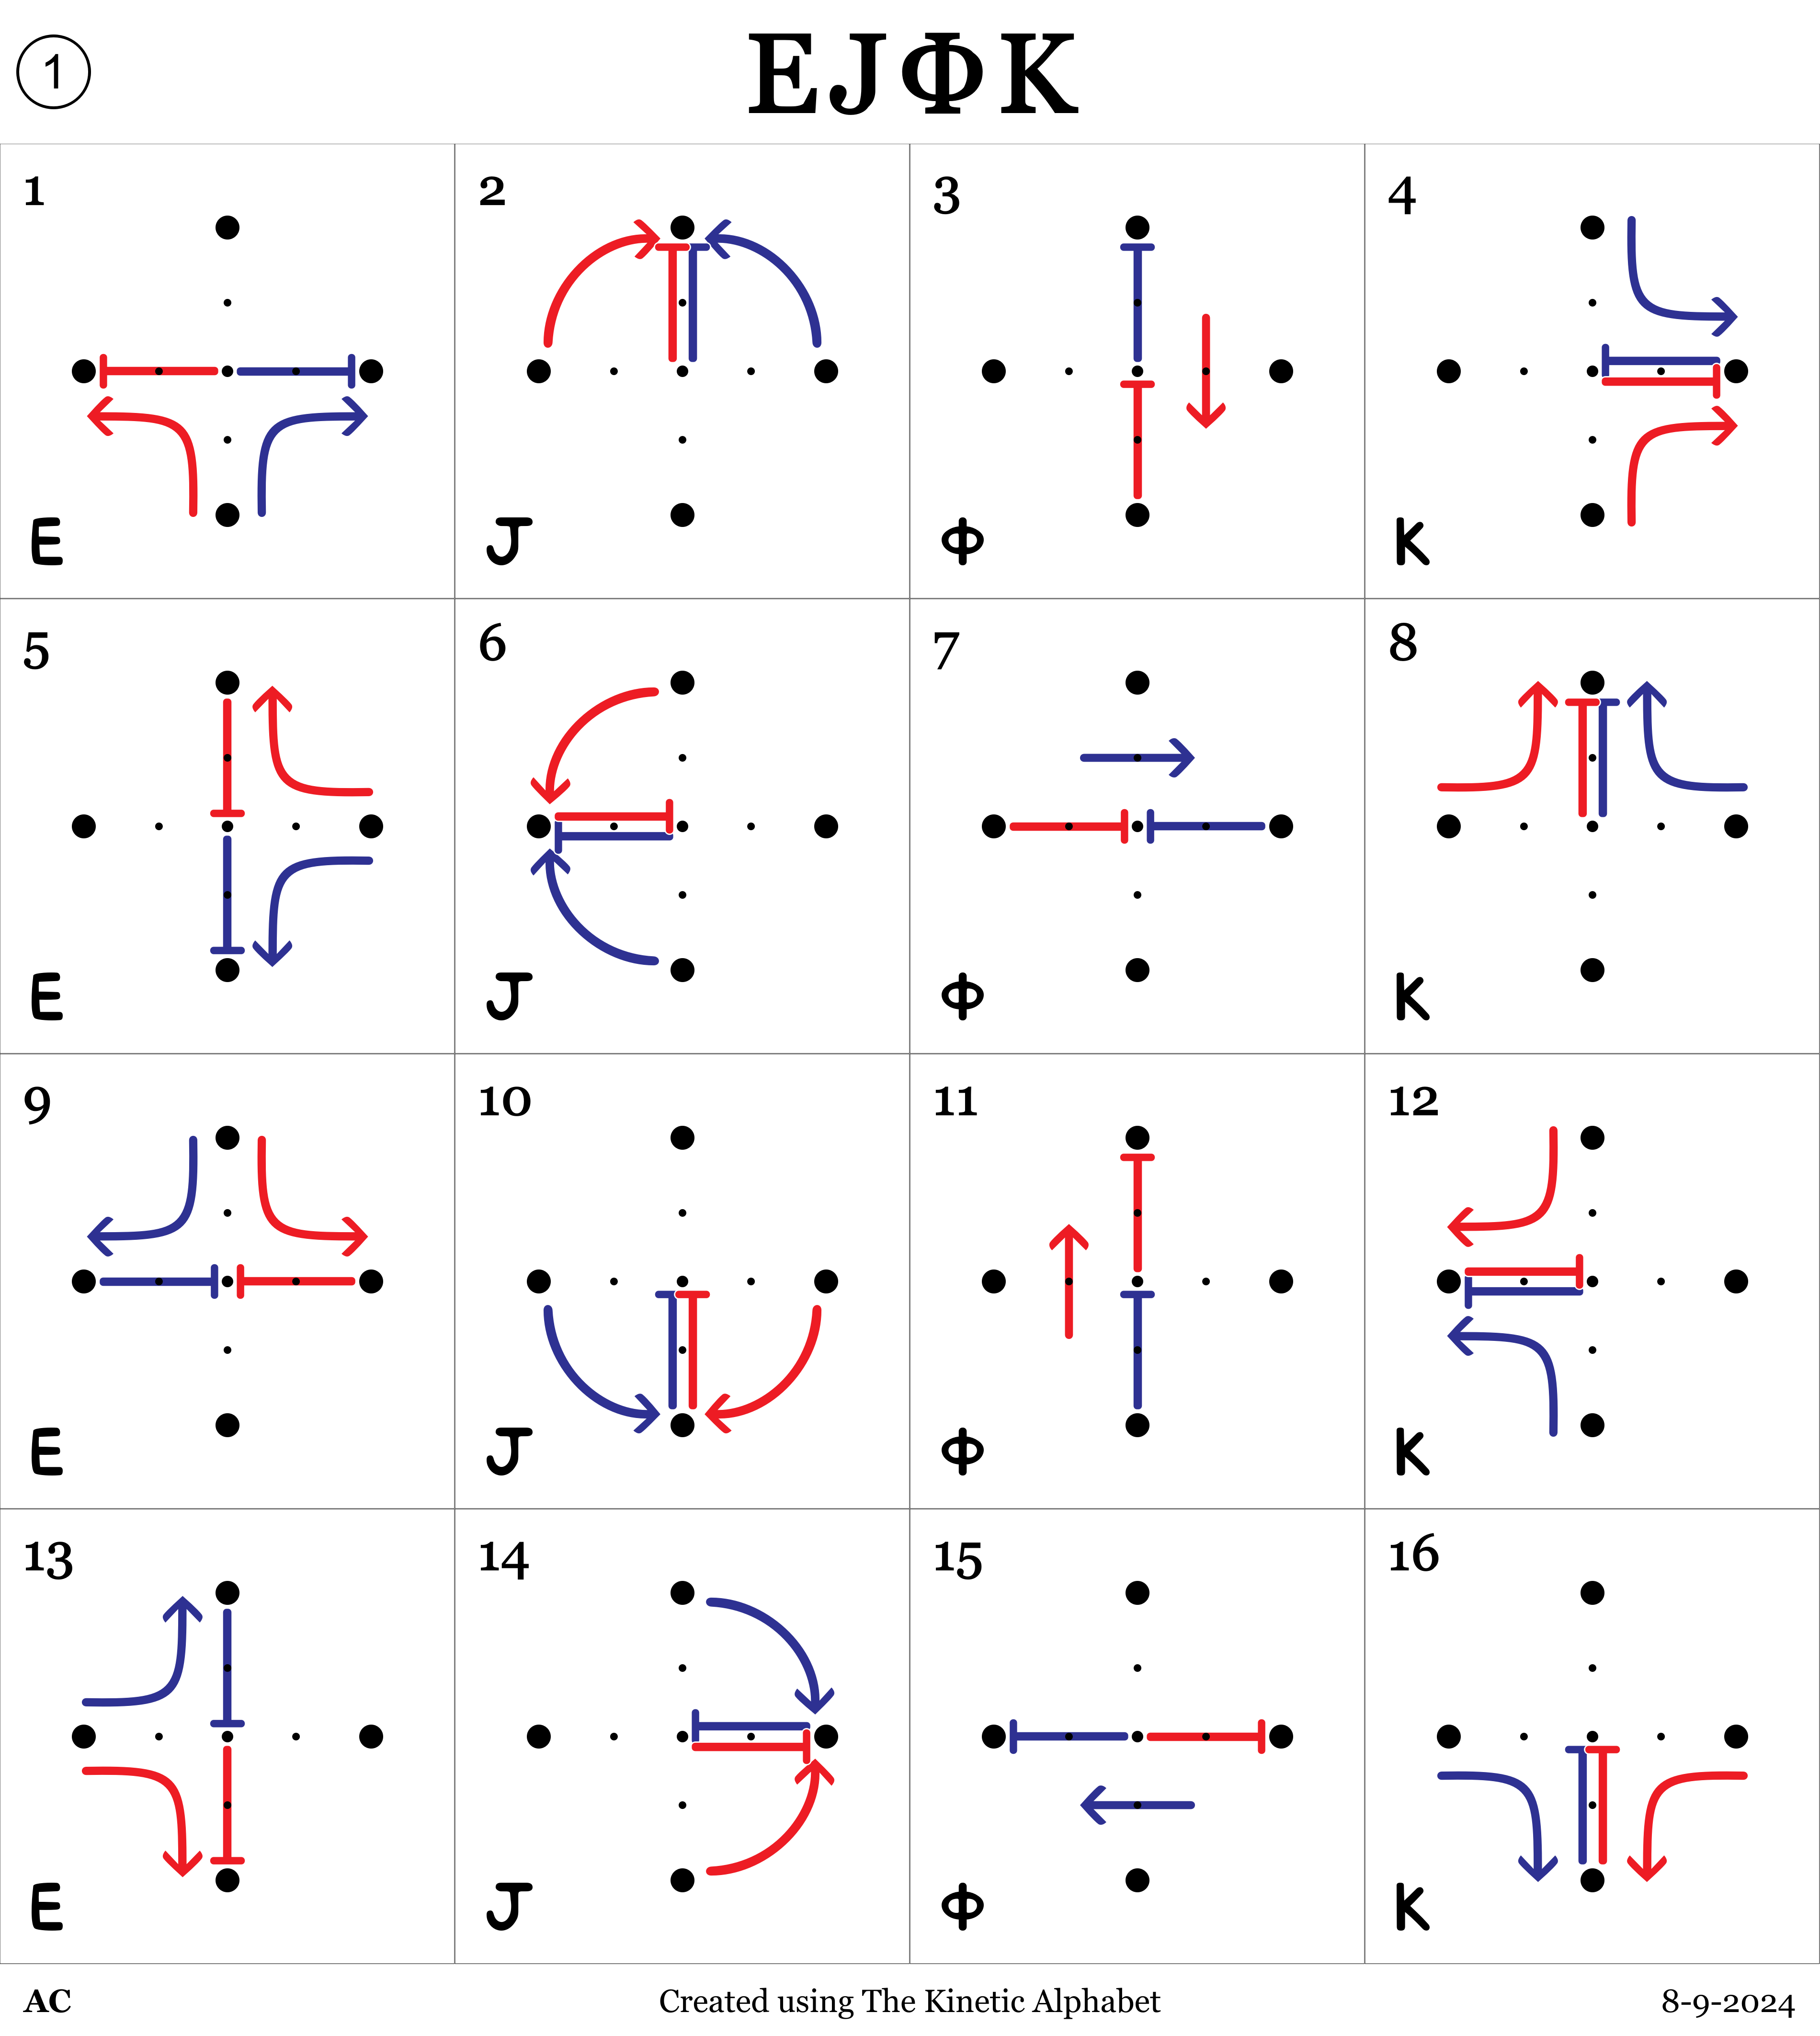 1
EJΦK
1 2 3 4
E J Φ K
5 6 7 8
E J Φ K
9 10 11 12
E J Φ K
13 14 15 16
E J Φ K
AC Created using The Kinetic Alphabet 8-9-2024